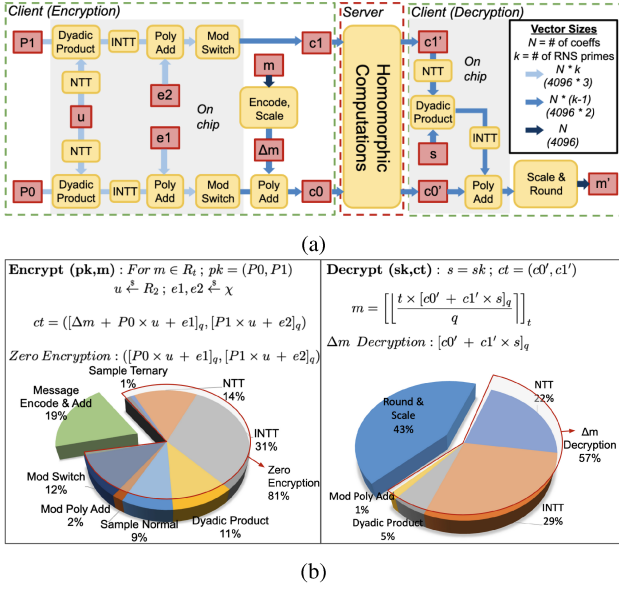 Client (Encryption)
Server
Client (Decryption)
P1
Dyadic
Product
INTT
Poly
Add
Mod
Switch
c1
c1'
NTT
e2
m
On
chip
u
Encode,
Scale
Homomorphic
Computations
NTT
On
chip
Dyadic
Product
INTT
NTT
e1
Δm
s
P0
Dyadic
Product
INTT
Poly
Add
Mod
Switch
Poly
Add
c0
c0'
Poly
Add
Scale &
Round
m'
Vector Sizes
N = # of coeffs
k = # of RNS primes
N * k
(4096 * 3)
N * (k-1)
(4096 * 2)
N
(4096)
(a)
Encrypt (pk,m) : For m ∈ R_t ; pk = (P0, P1)
u ←$ R_2 ; e1, e2 ←$ χ
ct = ([Δm + P0 × u + e1]_q, [P1 × u + e2]_q)
Zero Encryption : ([P0 × u + e1]_q, [P1 × u + e2]_q)
Sample Ternary
1%
NTT
14%
Message
Encode & Add
19%
INTT
31%
Zero
Encryption
81%
Mod Switch
12%
Mod Poly Add
2%
Sample Normal
9%
Dyadic Product
11%
Decrypt (sk,ct) : s = sk ; ct = (c0′, c1′)
m = [⌊ t × [c0′ + c1′ × s]_q / q ⌉]_t
Δm Decryption : [c0′ + c1′ × s]_q
NTT
22%
Round &
Scale
43%
Δm
Decryption
57%
Mod Poly Add
1%
Dyadic Product
5%
INTT
29%
(b)